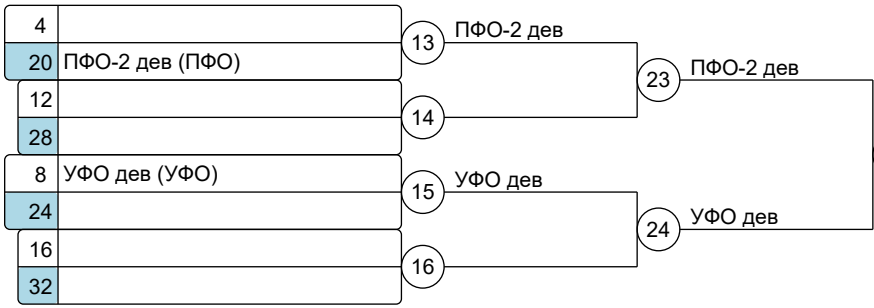 4
13 ПФО-2 дев
20 ПФО-2 дев (ПФО)
23 ПФО-2 дев
12
14
28
8 УФО дев (УФО)
15 УФО дев
24
24 УФО дев
16
16
32